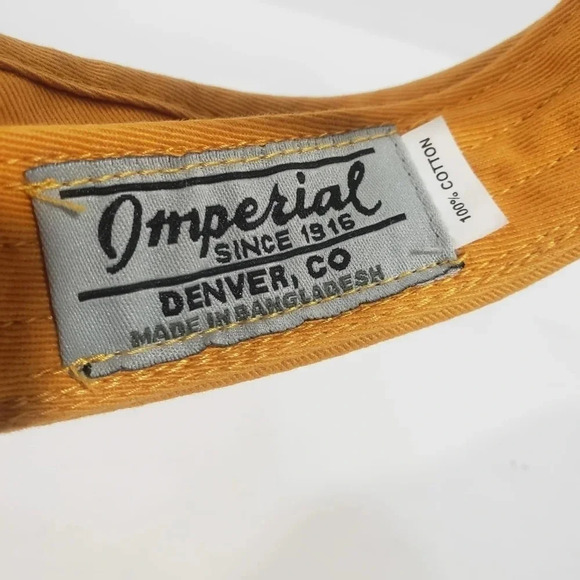 Imperial
SINCE 1916
DENVER, CO
MADE IN BANGLADESH
100% COTTON